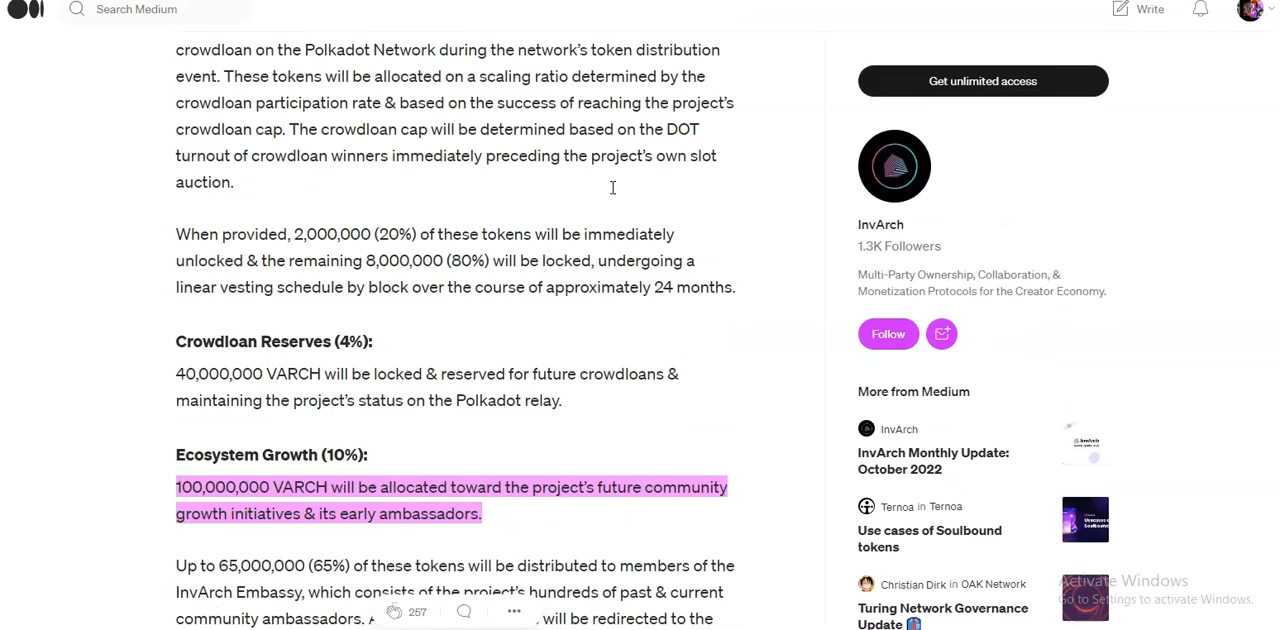 Search Medium
Write
crowdloan on the Polkadot Network during the network's token distribution
event. These tokens will be allocated on a scaling ratio determined by the
crowdloan participation rate & based on the success of reaching the project's
crowdloan cap. The crowdloan cap will be determined based on the DOT
turnout of crowdloan winners immediately preceding the project's own slot
auction.
When provided, 2,000,000 (20%) of these tokens will be immediately
unlocked & the remaining 8,000,000 (80%) will be locked, undergoing a
linear vesting schedule by block over the course of approximately 24 months.
Crowdloan Reserves (4%):
40,000,000 VARCH will be locked & reserved for future crowdloans &
maintaining the project's status on the Polkadot relay.
Ecosystem Growth (10%):
100,000,000 VARCH will be allocated toward the project's future community
growth initiatives & its early ambassadors.
Up to 65,000,000 (65%) of these tokens will be distributed to members of the
InvArch Embassy, which consists of the project's hundreds of past & current
community ambassadors.
will be redirected to the
257
Get unlimited access
InvArch
1.3K Followers
Multi-Party Ownership, Collaboration, &
Monetization Protocols for the Creator Economy.
Follow
More from Medium
InvArch
InvArch Monthly Update:
October 2022
InvArch
Ternoa in Ternoa
Use cases of Soulbound
tokens
Christian Dirk in OAK Network
Turing Network Governance
Update
Activate Windows
Go to Settings to activate Windows.